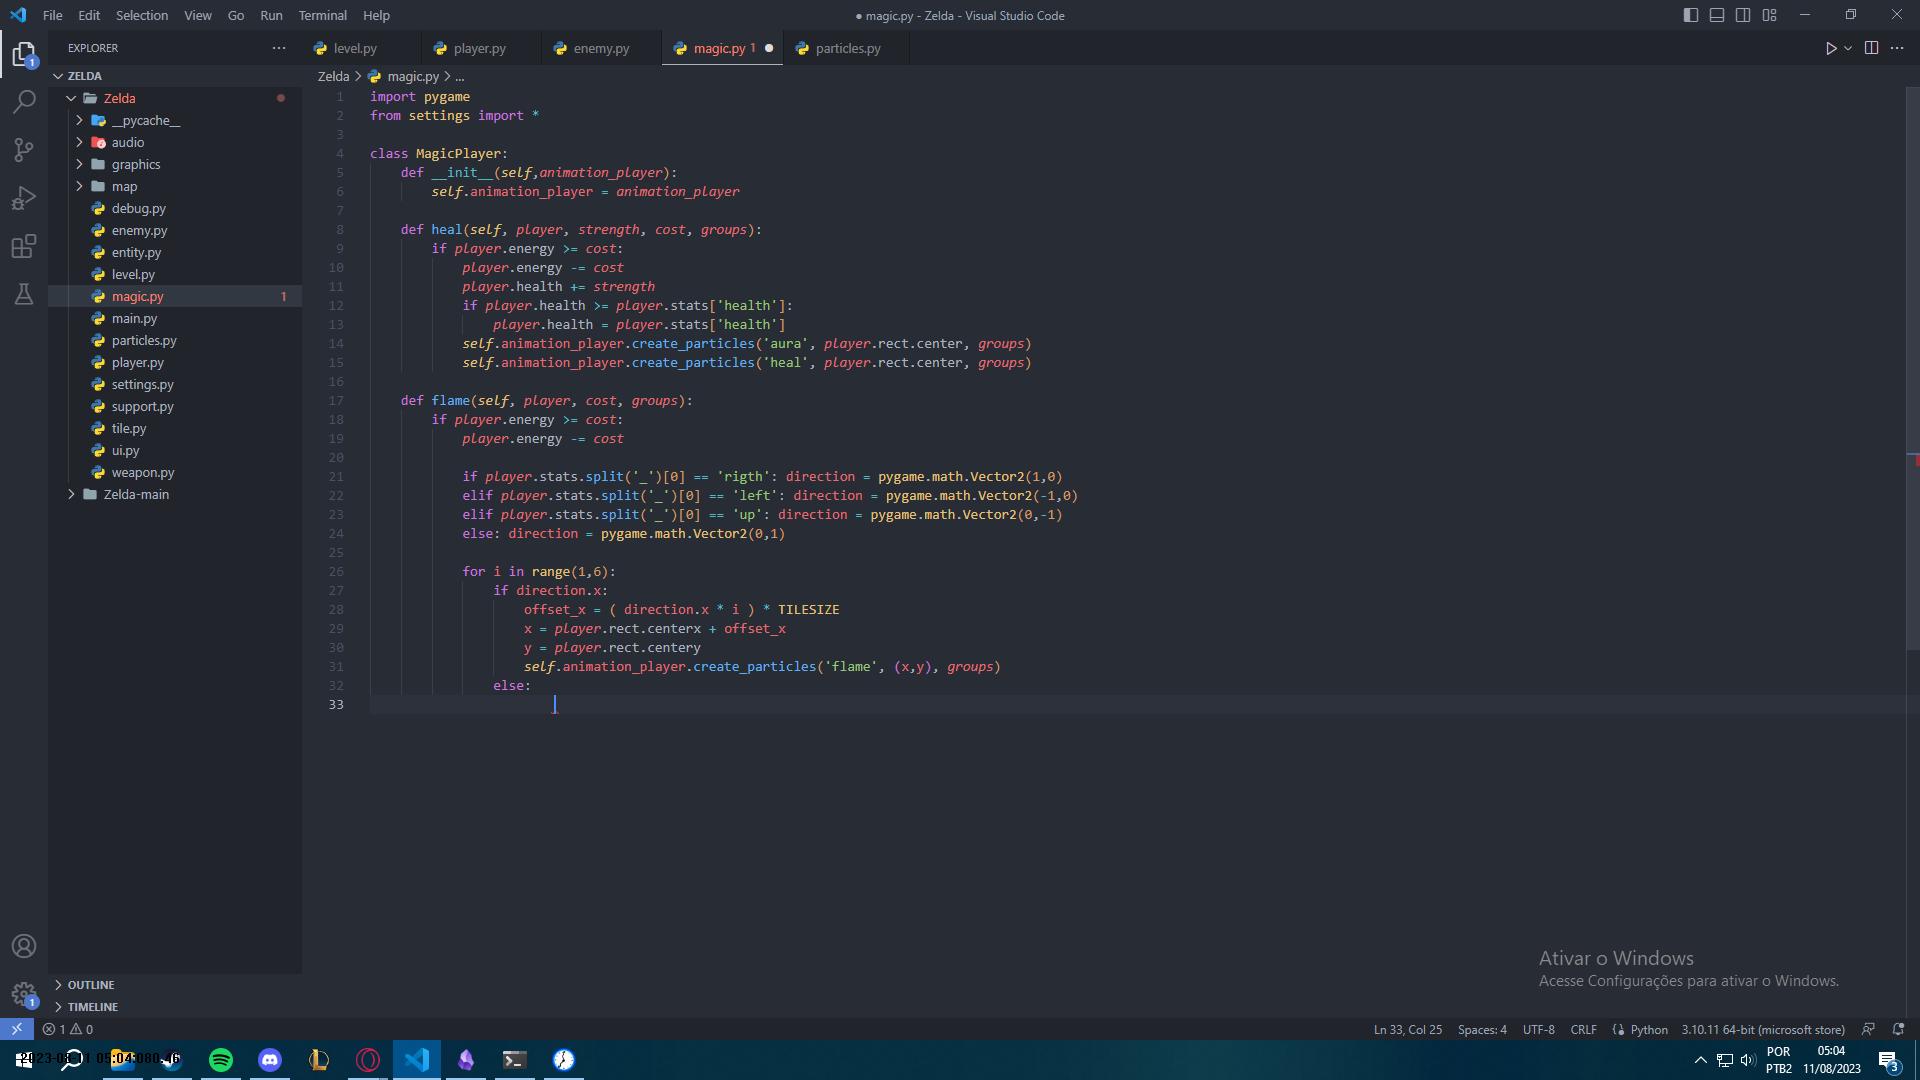 File Edit Selection View Go Run Terminal Help
● magic.py - Zelda - Visual Studio Code
EXPLORER
level.py player.py enemy.py magic.py 1 particles.py
ZELDA
Zelda > magic.py > ...
Zelda
__pycache__
audio
graphics
map
debug.py
enemy.py
entity.py
level.py
magic.py 1
main.py
particles.py
player.py
settings.py
support.py
tile.py
ui.py
weapon.py
Zelda-main
OUTLINE
TIMELINE
1 import pygame
2 from settings import *
3
4 class MagicPlayer:
5     def __init__(self,animation_player):
6         self.animation_player = animation_player
7
8     def heal(self, player, strength, cost, groups):
9         if player.energy >= cost:
10             player.energy -= cost
11             player.health += strength
12             if player.health >= player.stats['health']:
13                 player.health = player.stats['health']
14             self.animation_player.create_particles('aura', player.rect.center, groups)
15             self.animation_player.create_particles('heal', player.rect.center, groups)
16
17     def flame(self, player, cost, groups):
18         if player.energy >= cost:
19             player.energy -= cost
20
21             if player.stats.split('_')[0] == 'rigth': direction = pygame.math.Vector2(1,0)
22             elif player.stats.split('_')[0] == 'left': direction = pygame.math.Vector2(-1,0)
23             elif player.stats.split('_')[0] == 'up': direction = pygame.math.Vector2(0,-1)
24             else: direction = pygame.math.Vector2(0,1)
25
26             for i in range(1,6):
27                 if direction.x:
28                     offset_x = ( direction.x * i ) * TILESIZE
29                     x = player.rect.centerx + offset_x
30                     y = player.rect.centery
31                     self.animation_player.create_particles('flame', (x,y), groups)
32                 else:
33
Ativar o Windows
Acesse Configurações para ativar o Windows.
1 0
Ln 33, Col 25 Spaces: 4 UTF-8 CRLF Python 3.10.11 64-bit (microsoft store)
POR
PTB2
05:04
11/08/2023
3